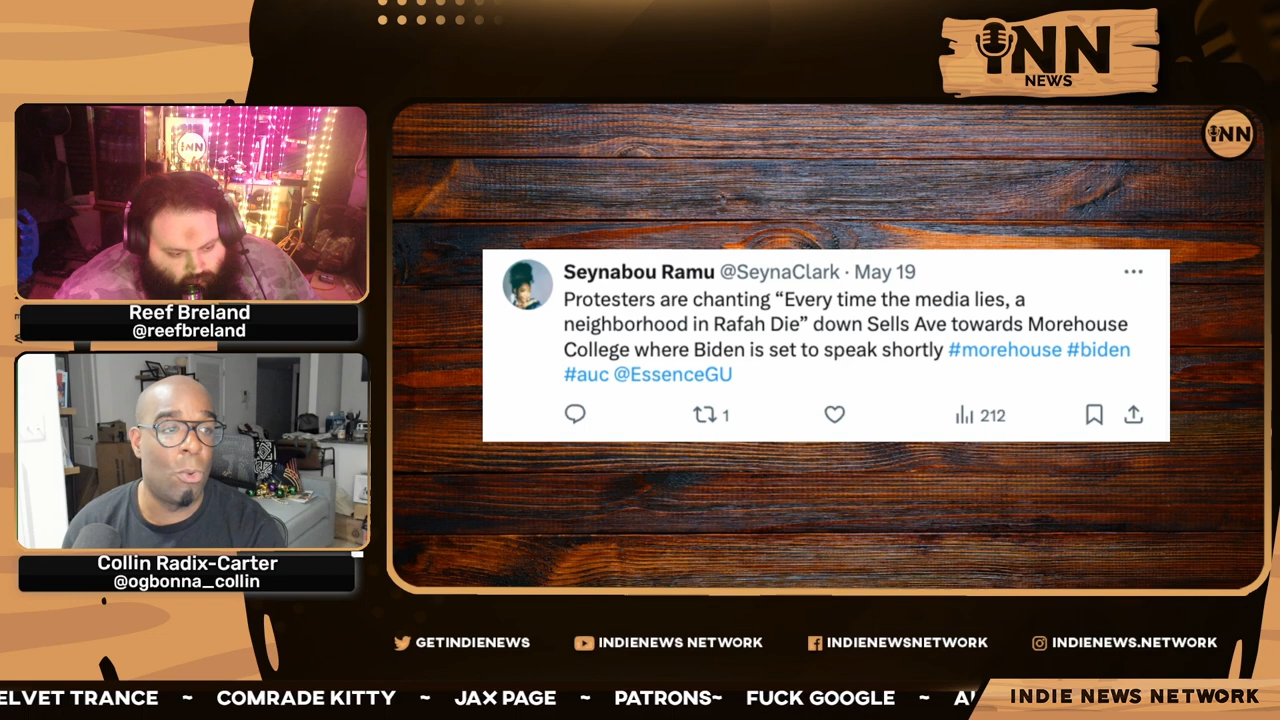 iNN
NEWS
iNN
iNN
Reef Breland
@reefbreland
Collin Radix-Carter
@ogbonna_collin
Seynabou Ramu @SeynaClark · May 19
Protesters are chanting “Every time the media lies, a
neighborhood in Rafah Die” down Sells Ave towards Morehouse
College where Biden is set to speak shortly #morehouse #biden
#auc @EssenceGU
1
212
GETINDIENEWS
INDIENEWS NETWORK
INDIENEWSNETWORK
INDIENEWS.NETWORK
ELVET TRANCE ~ COMRADE KITTY ~ JAX PAGE ~ PATRONS~ FUCK GOOGLE ~
INDIE NEWS NETWORK